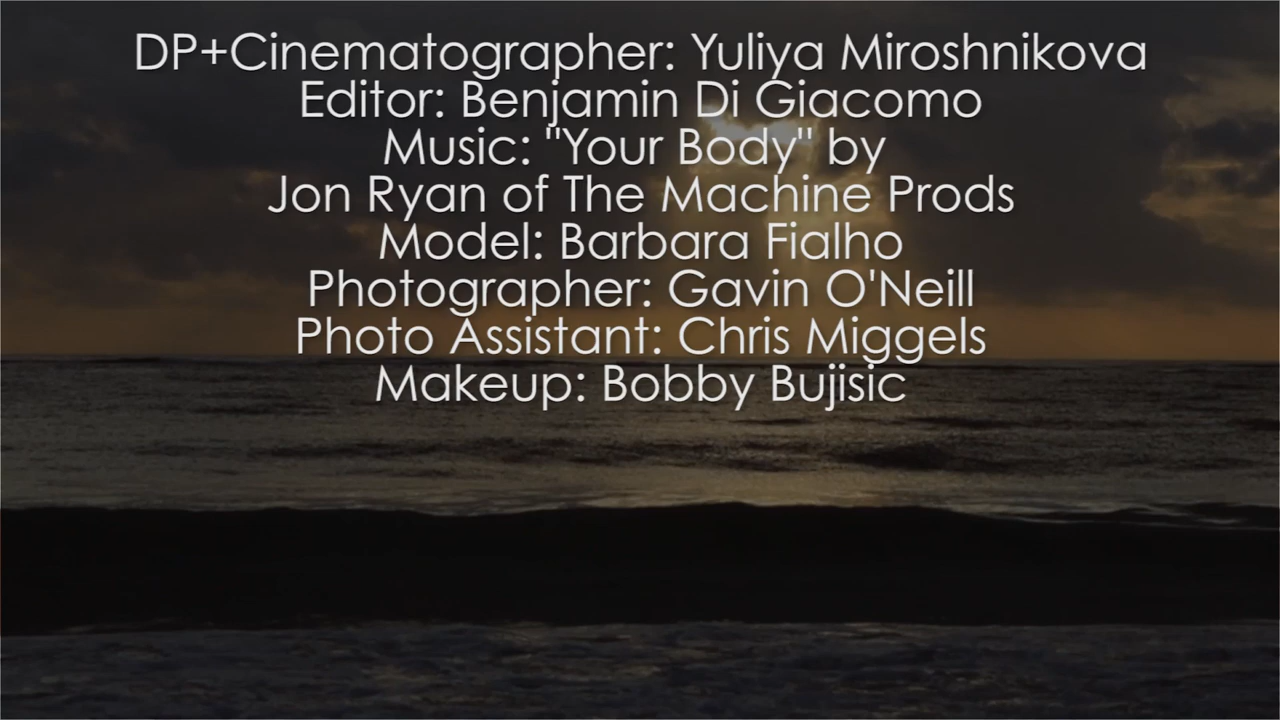 DP+Cinematographer: Yuliya Miroshnikova
Editor: Benjamin Di Giacomo
Music: "Your Body" by
Jon Ryan of The Machine Prods
Model: Barbara Fialho
Photographer: Gavin O'Neill
Photo Assistant: Chris Miggels
Makeup: Bobby Bujisic